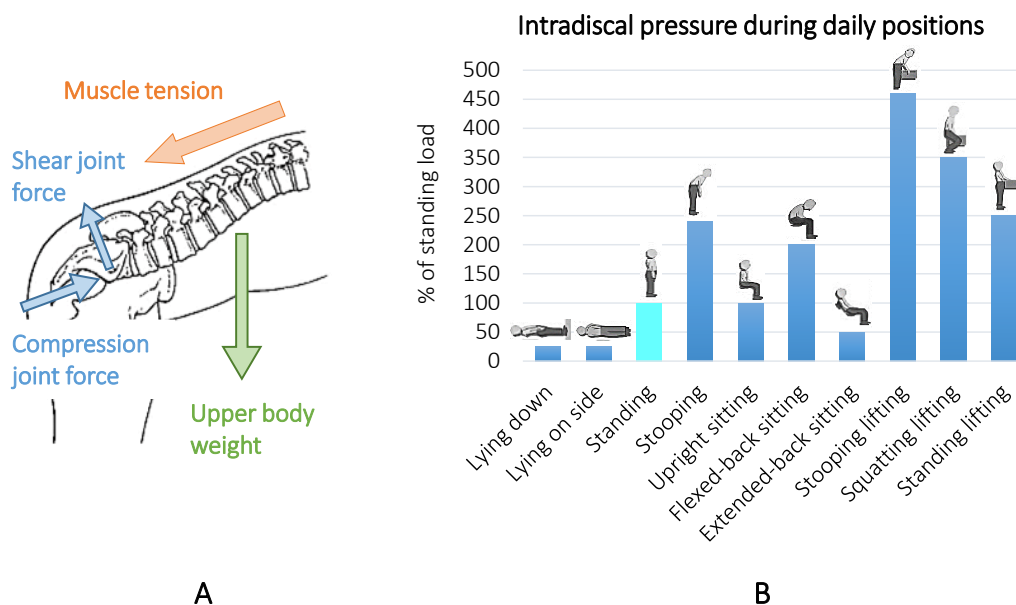 Intradiscal pressure during daily positions
Muscle tension
Shear joint
force
Compression
joint force
Upper body
weight
A
% of standing load
500
450
400
350
300
250
200
150
100
50
0
Lying down
Lying on side
Standing
Stooping
Upright sitting
Flexed-back sitting
Extended-back sitting
Stooping lifting
Squatting lifting
Standing lifting
B